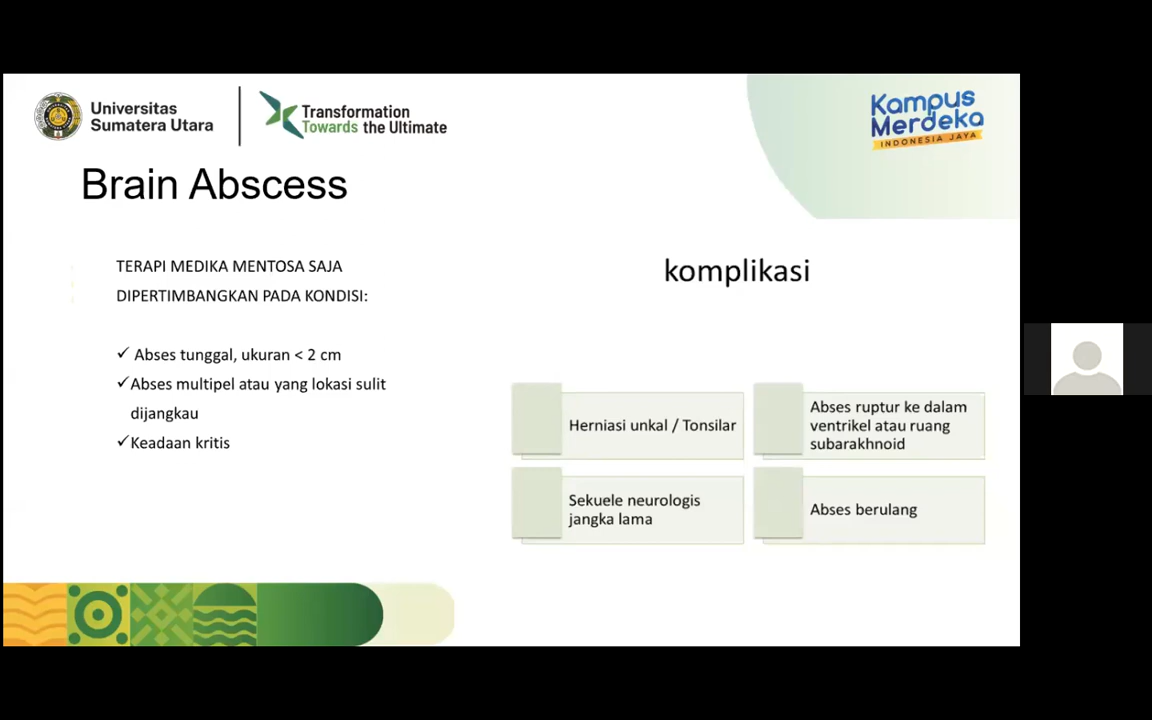 Universitas
Sumatera Utara
Transformation
Towards the Ultimate
Kampus
Merdeka
INDONESIA JAYA
Brain Abscess
TERAPI MEDIKA MENTOSA SAJA
DIPERTIMBANGKAN PADA KONDISI:
✓ Abses tunggal, ukuran < 2 cm
✓Abses multipel atau yang lokasi sulit
dijangkau
✓Keadaan kritis
komplikasi
Herniasi unkal / Tonsilar
Abses ruptur ke dalam
ventrikel atau ruang
subarakhnoid
Sekuele neurologis
jangka lama
Abses berulang